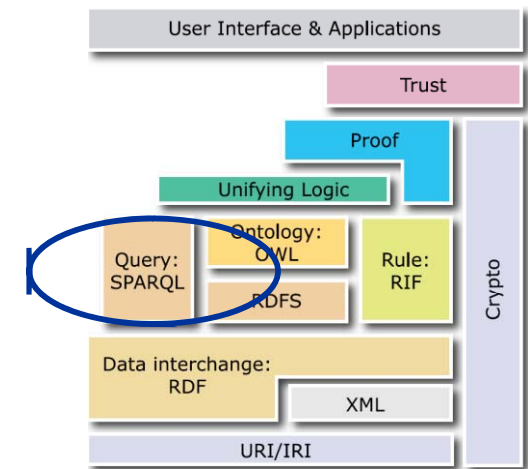 User Interface & Applications
Trust
Proof
Unifying Logic
Query:
SPARQL
Ontology:
OWL
RDFS
Rule:
RIF
Crypto
Data interchange:
RDF
XML
URI/IRI